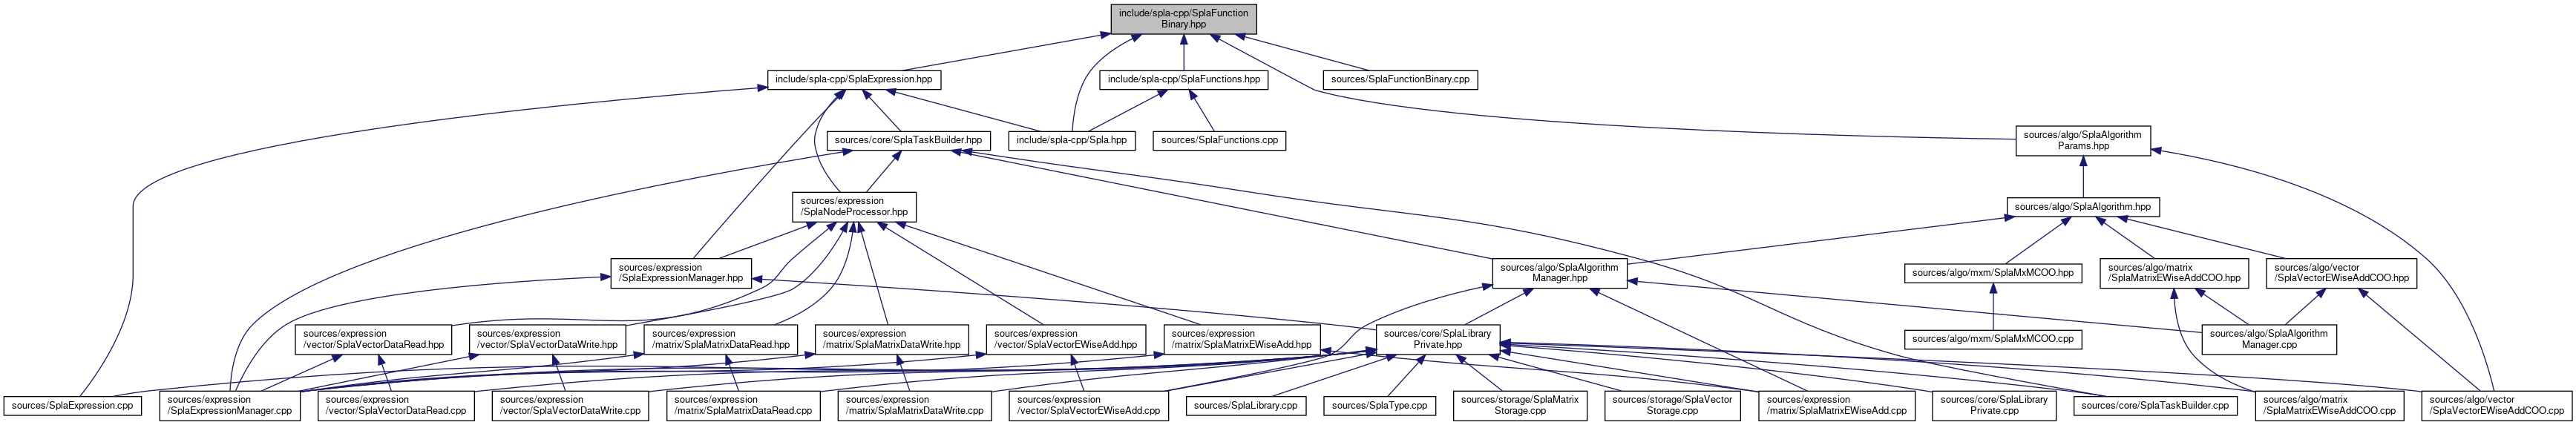 include/spla-cpp/SplaFunction
Binary.hpp
include/spla-cpp/SplaExpression.hpp
include/spla-cpp/SplaFunctions.hpp
sources/SplaFunctionBinary.cpp
sources/core/SplaTaskBuilder.hpp
include/spla-cpp/Spla.hpp
sources/SplaFunctions.cpp
sources/algo/SplaAlgorithm
Params.hpp
sources/expression
/SplaNodeProcessor.hpp
sources/algo/SplaAlgorithm.hpp
sources/expression
/SplaExpressionManager.hpp
sources/algo/SplaAlgorithm
Manager.hpp
sources/algo/mxm/SplaMxMCOO.hpp
sources/algo/matrix
/SplaMatrixEWiseAddCOO.hpp
sources/algo/vector
/SplaVectorEWiseAddCOO.hpp
sources/expression
/vector/SplaVectorDataRead.hpp
sources/expression
/vector/SplaVectorDataWrite.hpp
sources/expression
/matrix/SplaMatrixDataRead.hpp
sources/expression
/matrix/SplaMatrixDataWrite.hpp
sources/expression
/vector/SplaVectorEWiseAdd.hpp
sources/expression
/matrix/SplaMatrixEWiseAdd.hpp
sources/core/SplaLibrary
Private.hpp
sources/algo/mxm/SplaMxMCOO.cpp
sources/algo/SplaAlgorithm
Manager.cpp
sources/SplaExpression.cpp
sources/expression
/SplaExpressionManager.cpp
sources/expression
/vector/SplaVectorDataRead.cpp
sources/expression
/vector/SplaVectorDataWrite.cpp
sources/expression
/matrix/SplaMatrixDataRead.cpp
sources/expression
/matrix/SplaMatrixDataWrite.cpp
sources/expression
/vector/SplaVectorEWiseAdd.cpp
sources/SplaLibrary.cpp
sources/SplaType.cpp
sources/storage/SplaMatrix
Storage.cpp
sources/storage/SplaVector
Storage.cpp
sources/expression
/matrix/SplaMatrixEWiseAdd.cpp
sources/core/SplaLibrary
Private.cpp
sources/core/SplaTaskBuilder.cpp
sources/algo/matrix
/SplaMatrixEWiseAddCOO.cpp
sources/algo/vector
/SplaVectorEWiseAddCOO.cpp